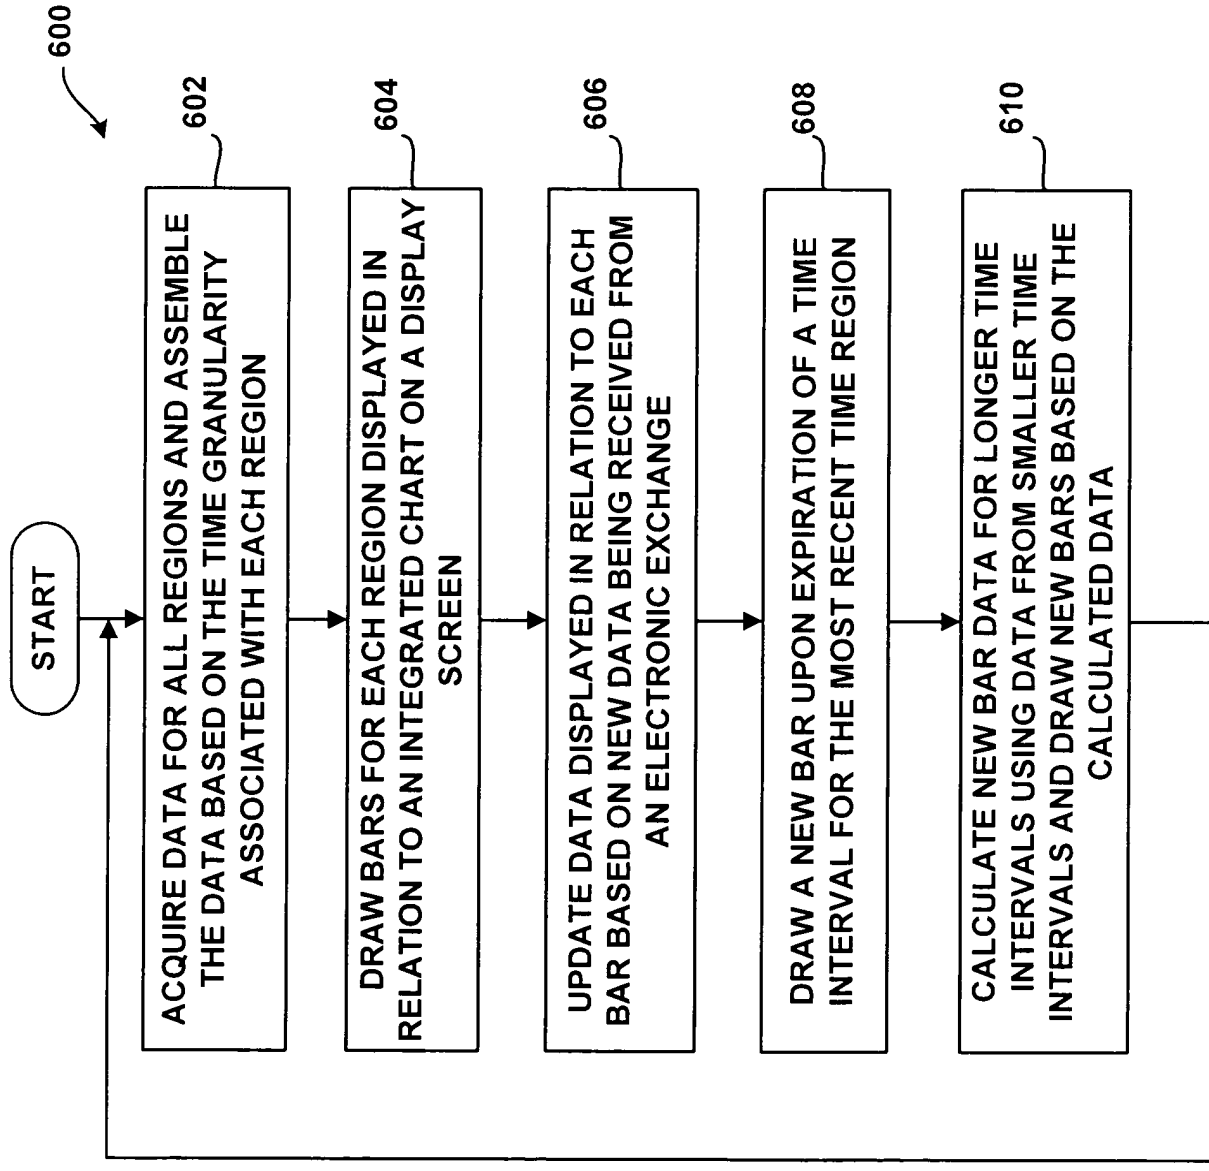 600
START
602
ACQUIRE DATA FOR ALL REGIONS AND ASSEMBLE
THE DATA BASED ON THE TIME GRANULARITY
ASSOCIATED WITH EACH REGION
604
DRAW BARS FOR EACH REGION DISPLAYED IN
RELATION TO AN INTEGRATED CHART ON A DISPLAY
SCREEN
606
UPDATE DATA DISPLAYED IN RELATION TO EACH
BAR BASED ON NEW DATA BEING RECEIVED FROM
AN ELECTRONIC EXCHANGE
608
DRAW A NEW BAR UPON EXPIRATION OF A TIME
INTERVAL FOR THE MOST RECENT TIME REGION
610
CALCULATE NEW BAR DATA FOR LONGER TIME
INTERVALS USING DATA FROM SMALLER TIME
INTERVALS AND DRAW NEW BARS BASED ON THE
CALCULATED DATA